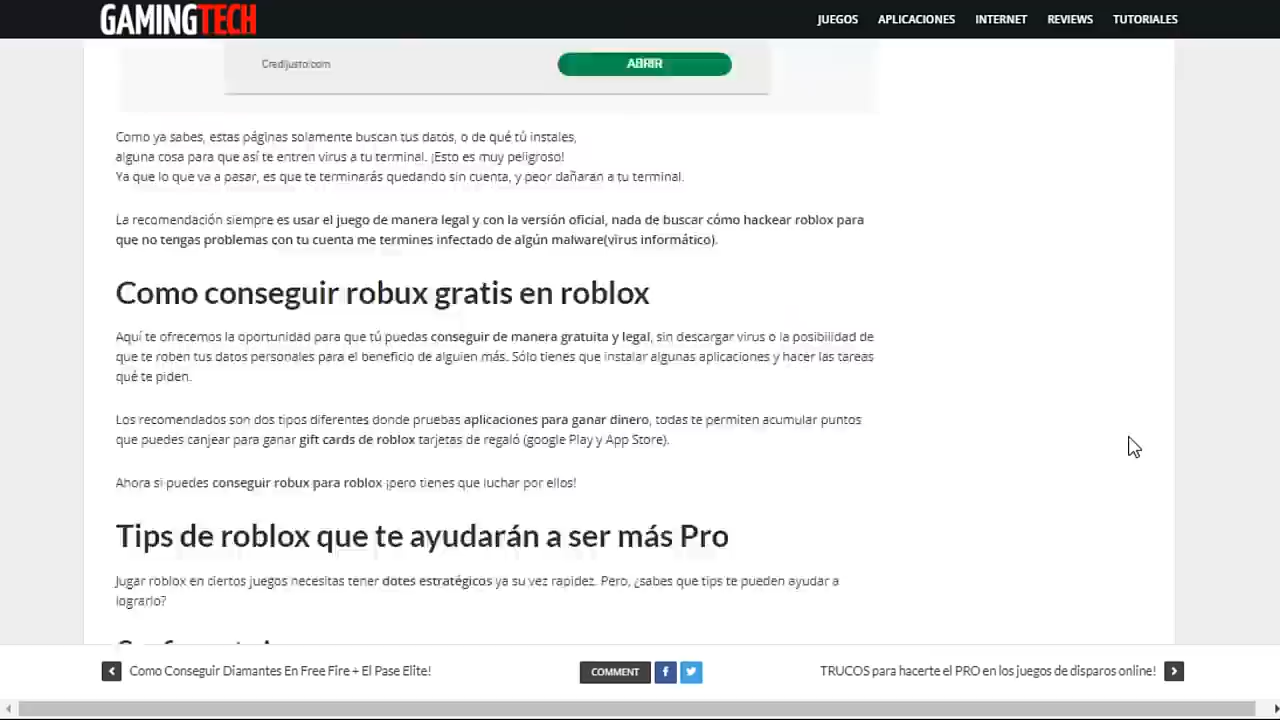 GAMINGTECH
JUEGOS APLICACIONES INTERNET REVIEWS TUTORIALES
Credijusto.com
ABRIR
Como ya sabes, estas páginas solamente buscan tus datos, o de qué tú instales,
alguna cosa para que así te entren virus a tu terminal. ¡Esto es muy peligroso!
Ya que lo que va a pasar, es que te terminarás quedando sin cuenta, y peor dañaran a tu terminal.
La recomendación siempre es usar el juego de manera legal y con la versión oficial, nada de buscar cómo hackear roblox para
que no tengas problemas con tu cuenta me termines infectado de algún malware(virus informático).
Como conseguir robux gratis en roblox
Aquí te ofrecemos la oportunidad para que tú puedas conseguir de manera gratuita y legal, sin descargar virus o la posibilidad de
que te roben tus datos personales para el beneficio de alguien más. Sólo tienes que instalar algunas aplicaciones y hacer las tareas
qué te piden.
Los recomendados son dos tipos diferentes donde pruebas aplicaciones para ganar dinero, todas te permiten acumular puntos
que puedes canjear para ganar gift cards de roblox tarjetas de regaló (google Play y App Store).
Ahora si puedes conseguir robux para roblox ¡pero tienes que luchar por ellos!
Tips de roblox que te ayudarán a ser más Pro
Jugar roblox en ciertos juegos necesitas tener dotes estratégicos ya su vez rapidez. Pero, ¿sabes que tips te pueden ayudar a
lograrlo?
Como Conseguir Diamantes En Free Fire + El Pase Elite!
COMMENT
TRUCOS para hacerte el PRO en los juegos de disparos online!